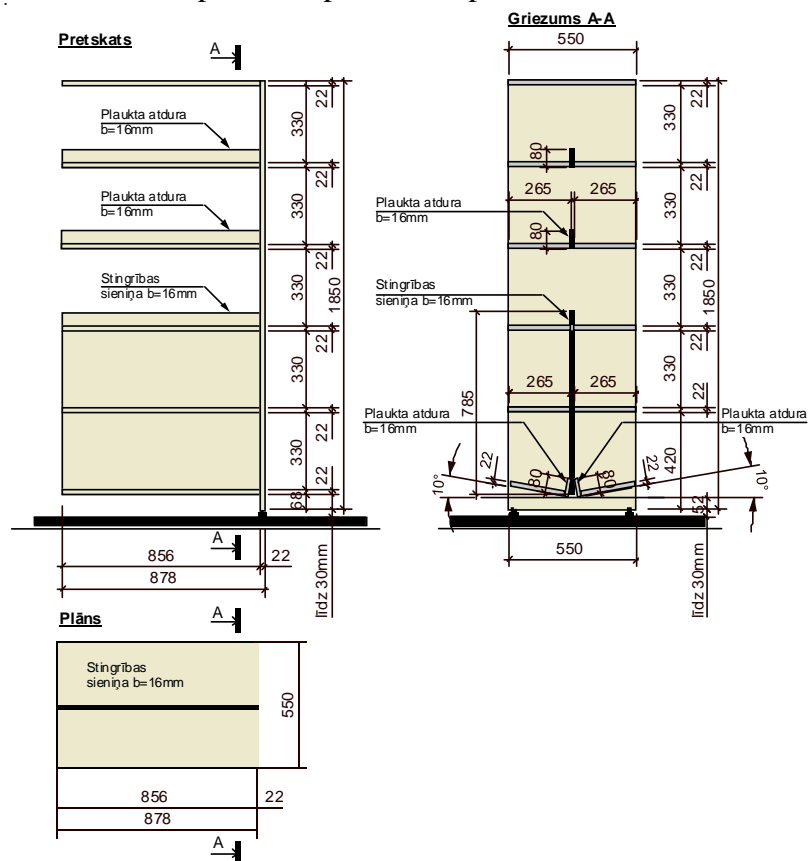 Pretskats
A
22
330
Plaukta atdura
b=16mm
22
330
Plaukta atdura
b=16mm
22
330
1850
Stingrības
sieniņa b=16mm
22
330
22
330
22
68
A
856
22
878
līdz 30mm
Griezums A-A
550
22
330
80
22
265
265
Plaukta atdura
b=16mm
80
330
22
Stingrības
sieniņa b=16mm
330
1850
22
785
330
265
265
22
Plaukta atdura
b=16mm
Plaukta atdura
b=16mm
22
80
80
22
420
10°
10°
52
550
līdz 30mm
Plāns
A
Stingrības
sieniņa b=16mm
550
856
22
878
A